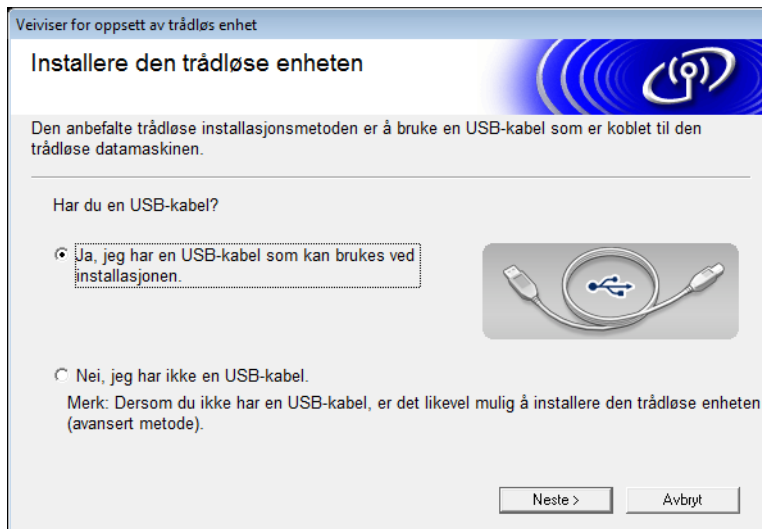 Veiviser for oppsett av trådløs enhet
Installere den trådløse enheten
Den anbefalte trådløse installasjonsmetoden er å bruke en USB-kabel som er koblet til den
trådløse datamaskinen.
Har du en USB-kabel?
Ja, jeg har en USB-kabel som kan brukes ved
installasjonen.
Nei, jeg har ikke en USB-kabel.
Merk: Dersom du ikke har en USB-kabel, er det likevel mulig å installere den trådløse enheten
(avansert metode).
Neste >
Avbryt